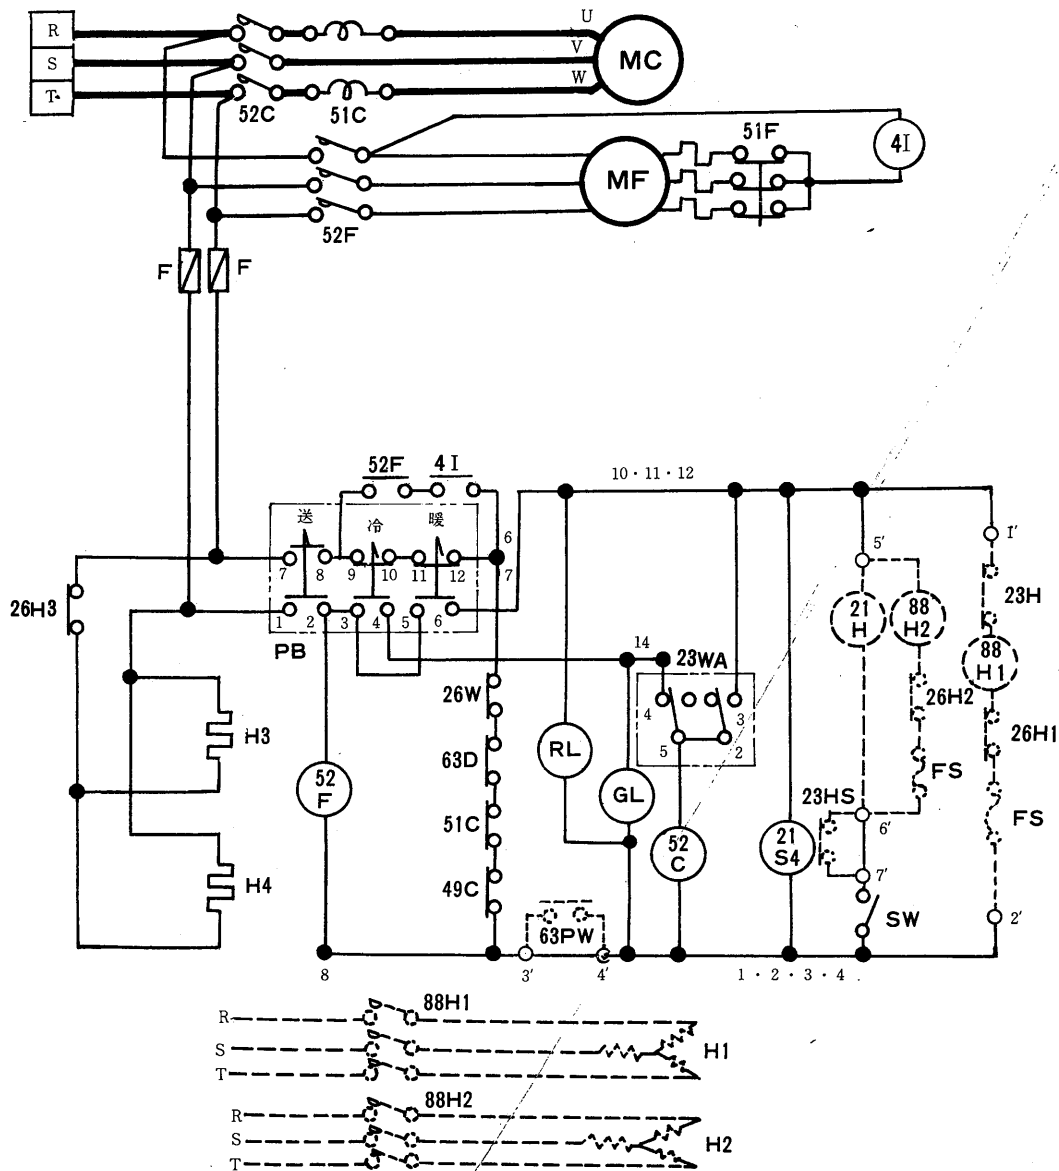 R
S
T
U
V
W
MC
52C
51C
51F
4I
MF
52F
F
F
52F
4I
10・11・12
送
冷
暖
6
7
7
8
9
10
11
12
1
2
3
4
5
6
PB
26H3
5'
1'
23H
21
H
88
H2
88
H1
14
23WA
4
3
5
2
26W
63D
51C
49C
RL
GL
52
F
52
C
21
S4
26H2
26H1
FS
FS
23HS
6'
7'
SW
2'
H3
H4
63PW
8
3'
4'
1・2・3・4
R
S
T
88H1
H1
R
S
T
88H2
H2